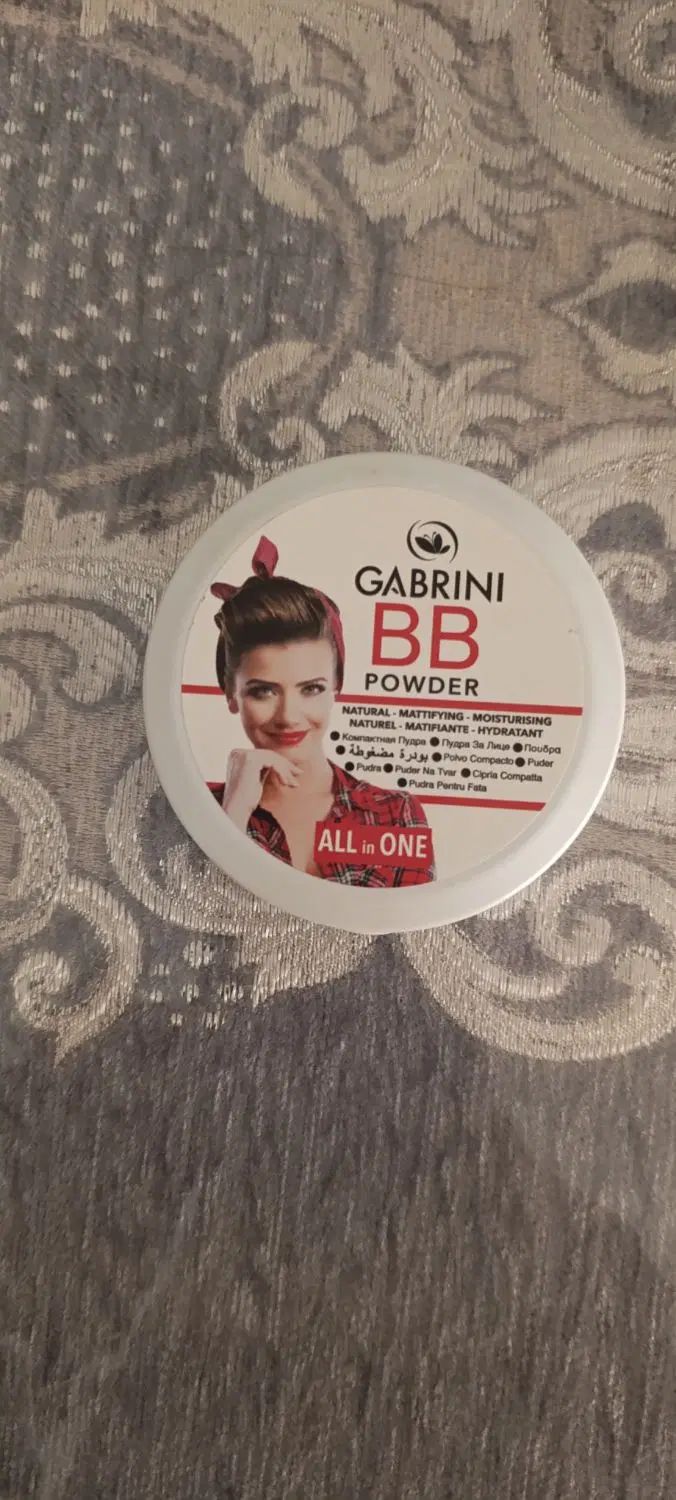 GABRINI
BB
POWDER
NATURAL - MATTIFYING - MOISTURISING
NATUREL - MATIFIANTE - HYDRATANT
● Компактная Пудра ● Пудра За Лице ● Πουδρα
● بودرة مضغوطة ● Polvo Compacto ● Puder
● Pudra ● Puder Na Tvar ● Cipria Compatta
● Pudra Pentru Fata
ALL in ONE